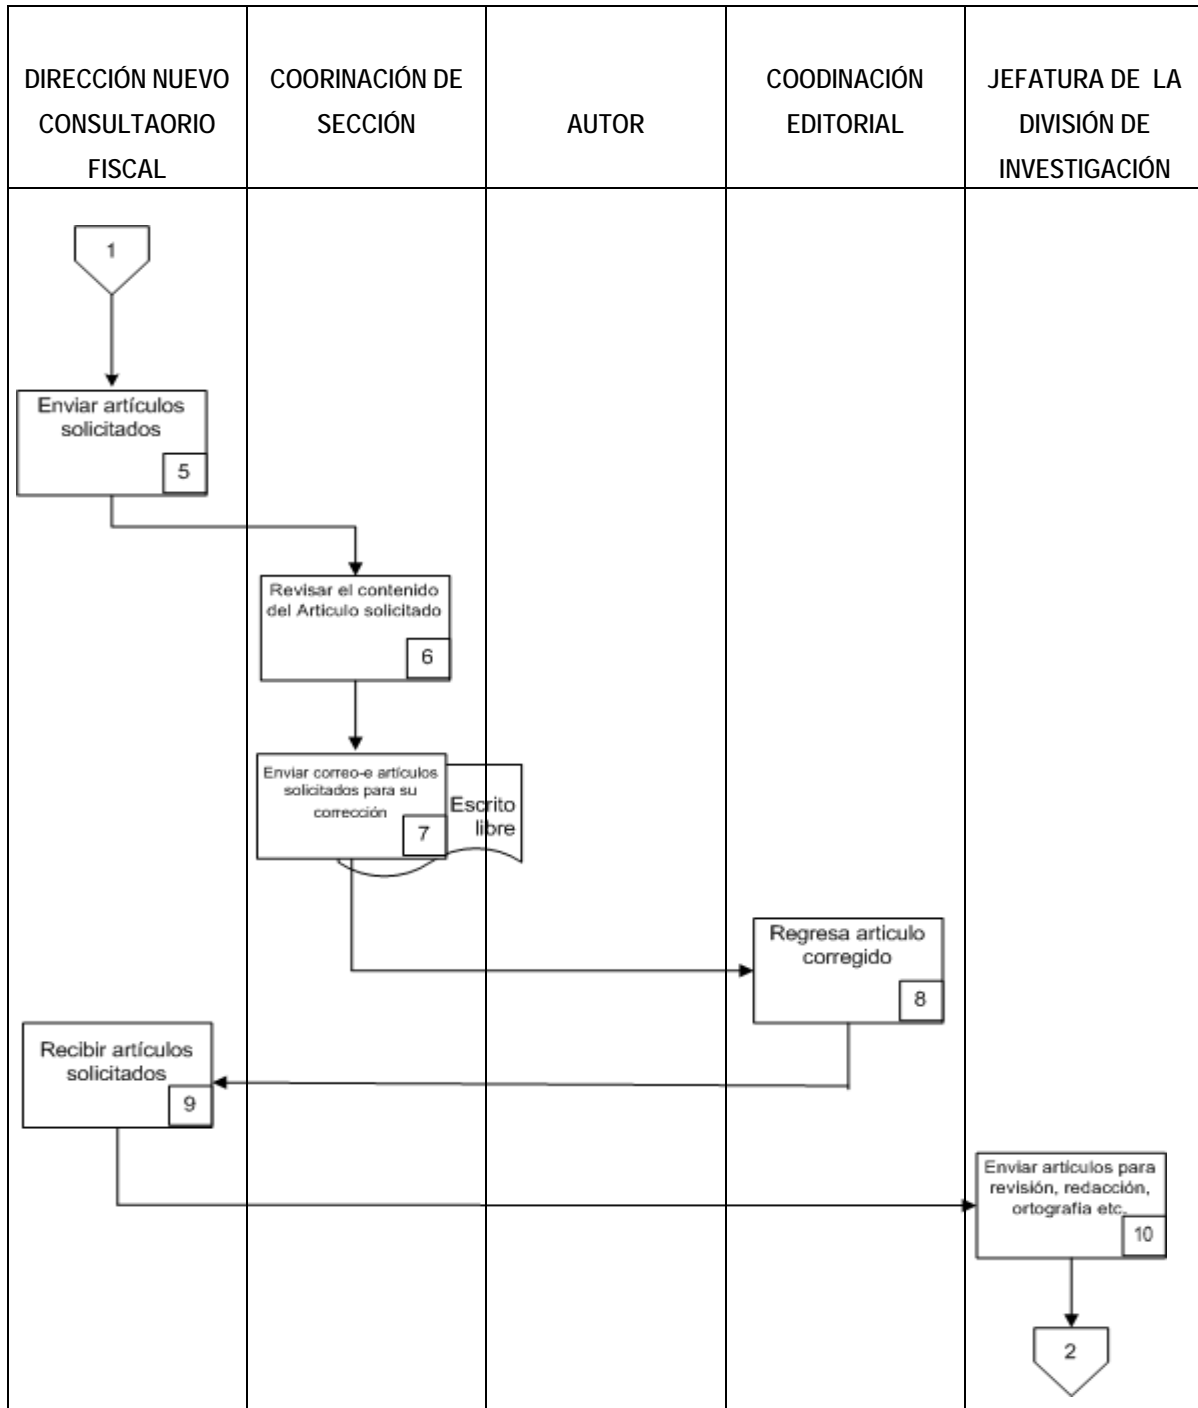 DIRECCIÓN NUEVO
CONSULTAORIO
FISCAL
COORINACIÓN DE
SECCIÓN
AUTOR
COODINACIÓN
EDITORIAL
JEFATURA DE LA
DIVISIÓN DE
INVESTIGACIÓN
1
Enviar artículos
solicitados
5
Revisar el contenido
del Articulo solicitado
6
Enviar correo-e artículos
solicitados para su
corrección
7
Escrito
libre
Regresa articulo
corregido
8
Recibir artículos
solicitados
9
Enviar artículos para
revisión, redacción,
ortografía etc.
10
2